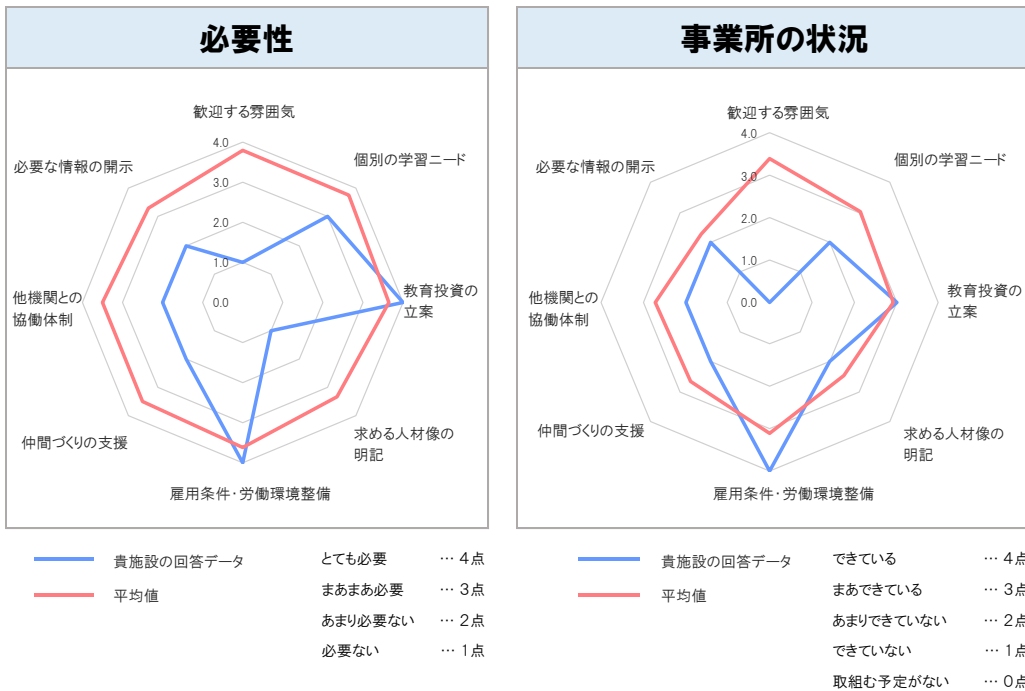 必要性
歓迎する雰囲気
4.0
必要な情報の開示
個別の学習ニード
3.0
2.0
1.0
他機関との
協働体制
0.0
教育投資の
立案
仲間づくりの支援
求める人材像の
明記
雇用条件・労働環境整備
貴施設の回答データ
平均値
とても必要 … 4点
まあまあ必要 … 3点
あまり必要ない … 2点
必要ない … 1点
事業所の状況
歓迎する雰囲気
4.0
必要な情報の開示
個別の学習ニード
3.0
2.0
1.0
他機関との
協働体制
0.0
教育投資の
立案
仲間づくりの支援
求める人材像の
明記
雇用条件・労働環境整備
貴施設の回答データ
平均値
できている … 4点
まあできている … 3点
あまりできていない … 2点
できていない … 1点
取組む予定がない … 0点